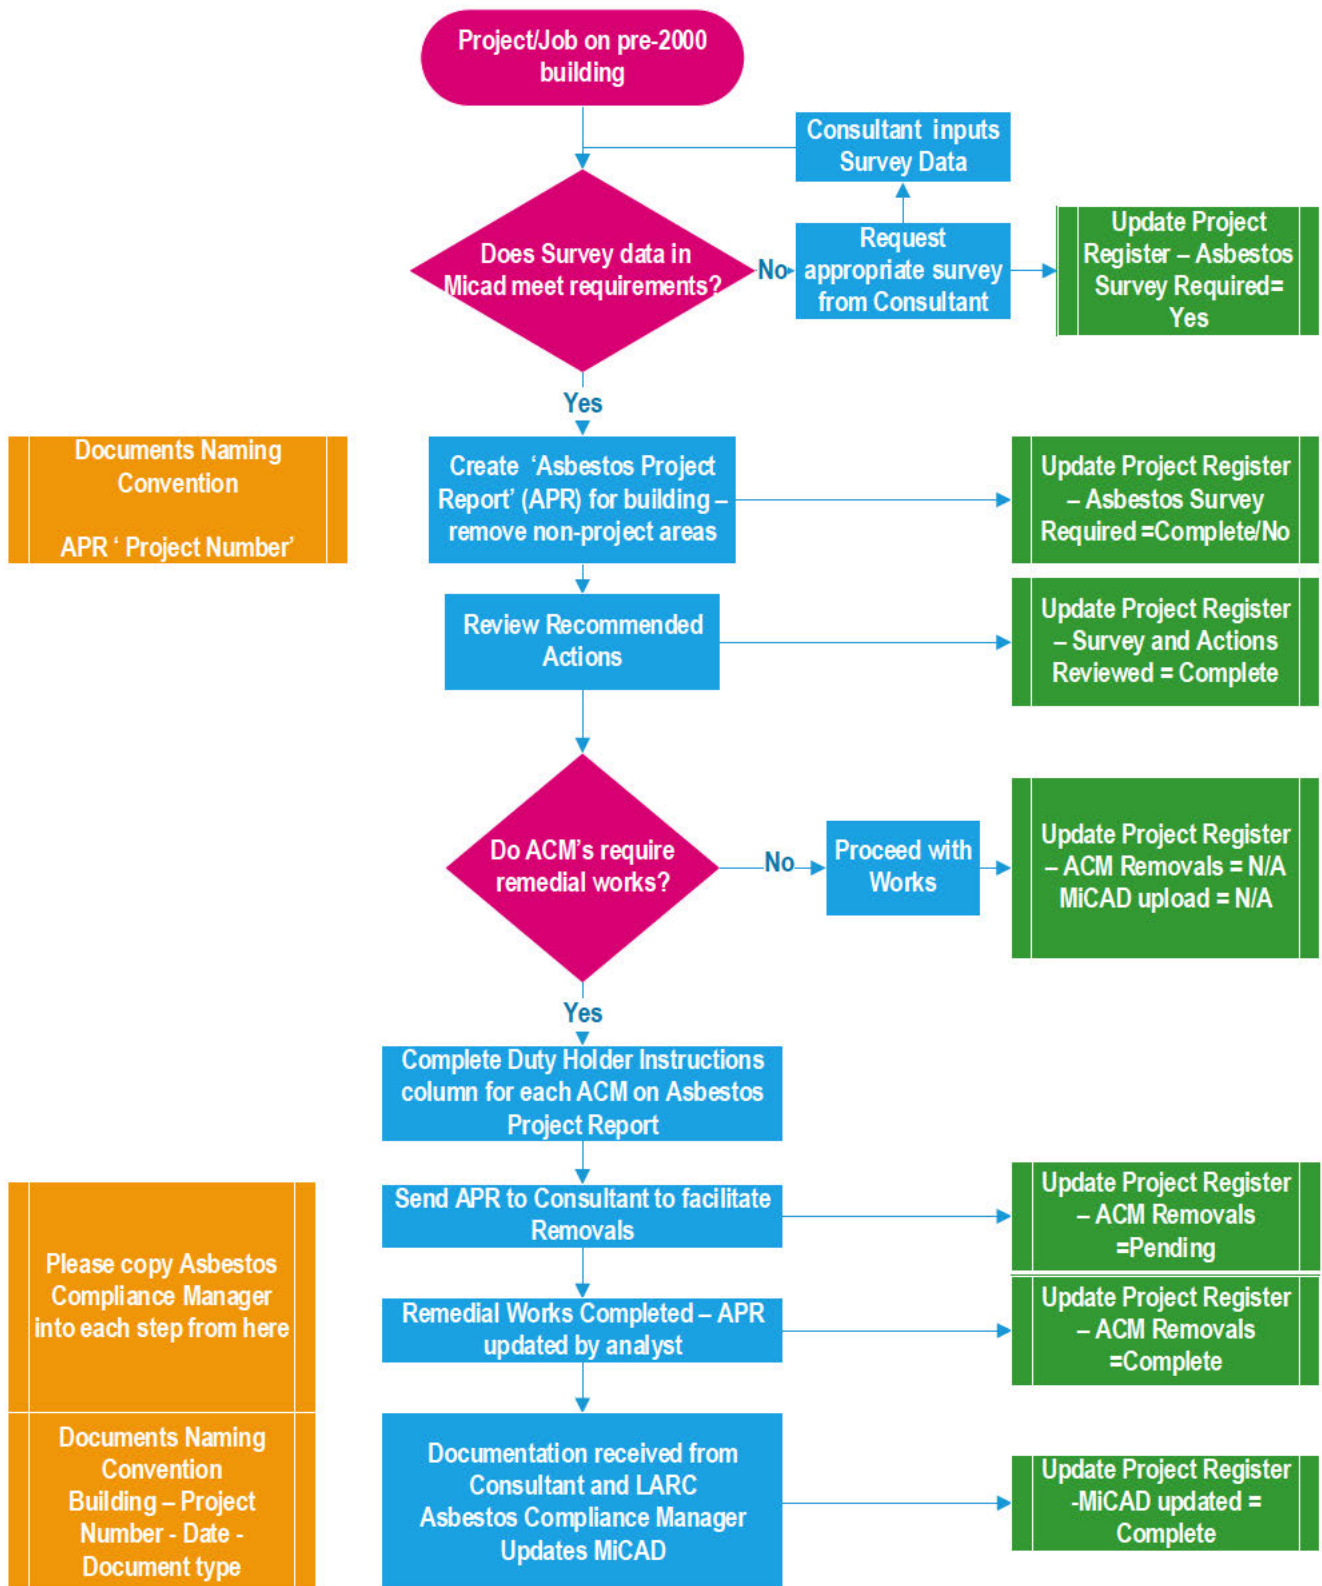 Project/Job on pre-2000
building
Consultant  inputs
Survey Data
Does Survey data in
Micad meet requirements?
No
Request
appropriate survey
from Consultant
Update Project
Register – Asbestos
Survey Required=
Yes
Yes
Documents Naming
Convention
APR ‘ Project Number’
Create  ‘Asbestos Project
Report’ (APR) for building –
remove non-project areas
Update Project Register
– Asbestos Survey
Required =Complete/No
Review Recommended
Actions
Update Project Register
– Survey and Actions
Reviewed = Complete
Do ACM’s require
remedial works?
No
Proceed with
Works
Update Project Register
– ACM Removals = N/A
MiCAD upload = N/A
Yes
Complete Duty Holder Instructions
column for each ACM on Asbestos
Project Report
Please copy Asbestos
Compliance Manager
into each step from here
Send APR to Consultant to facilitate
Removals
Update Project Register
– ACM Removals
=Pending
Remedial Works Completed – APR
updated by analyst
Update Project Register
– ACM Removals
=Complete
Documents Naming
Convention
Building – Project
Number - Date -
Document type
Documentation received from
Consultant and LARC
Asbestos Compliance Manager
Updates MiCAD
Update Project Register
-MiCAD updated =
Complete